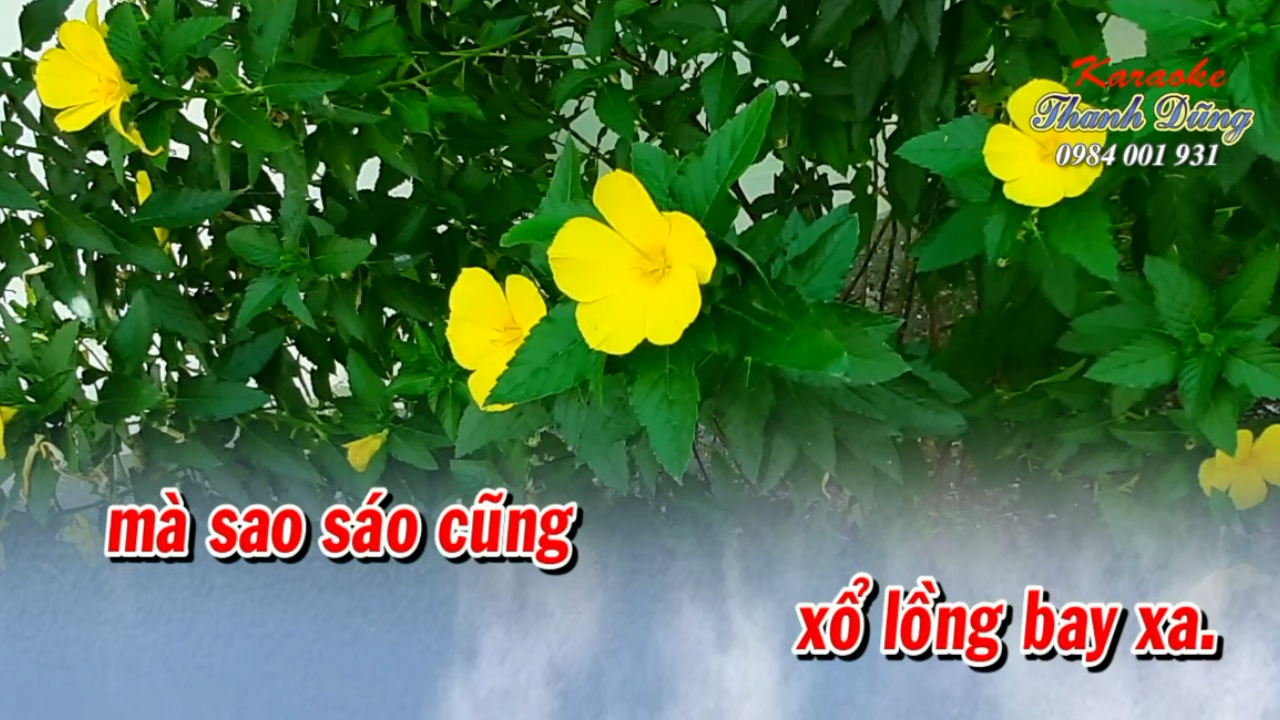 Karaoke
Thanh Dũng
0984 001 931
mà sao sáo cũng
xổ lồng bay xa.